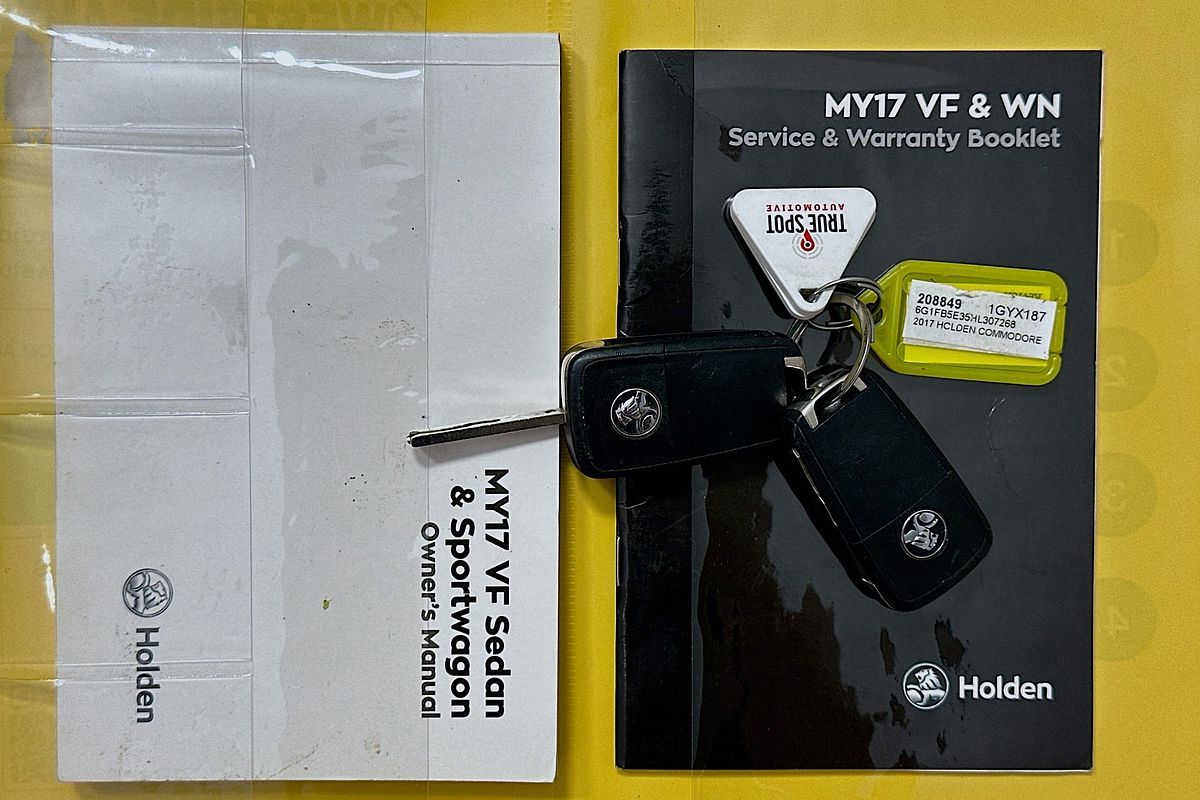 MY17 VF Sedan
& Sportwagon
Owner's Manual
Holden
MY17 VF & WN
Service & Warranty Booklet
TRUE SPOT
AUTOMOTIVE
208849 1GYX187
6G1FB5E35HL307268
2017 HCLDEN COMMODORE
Holden